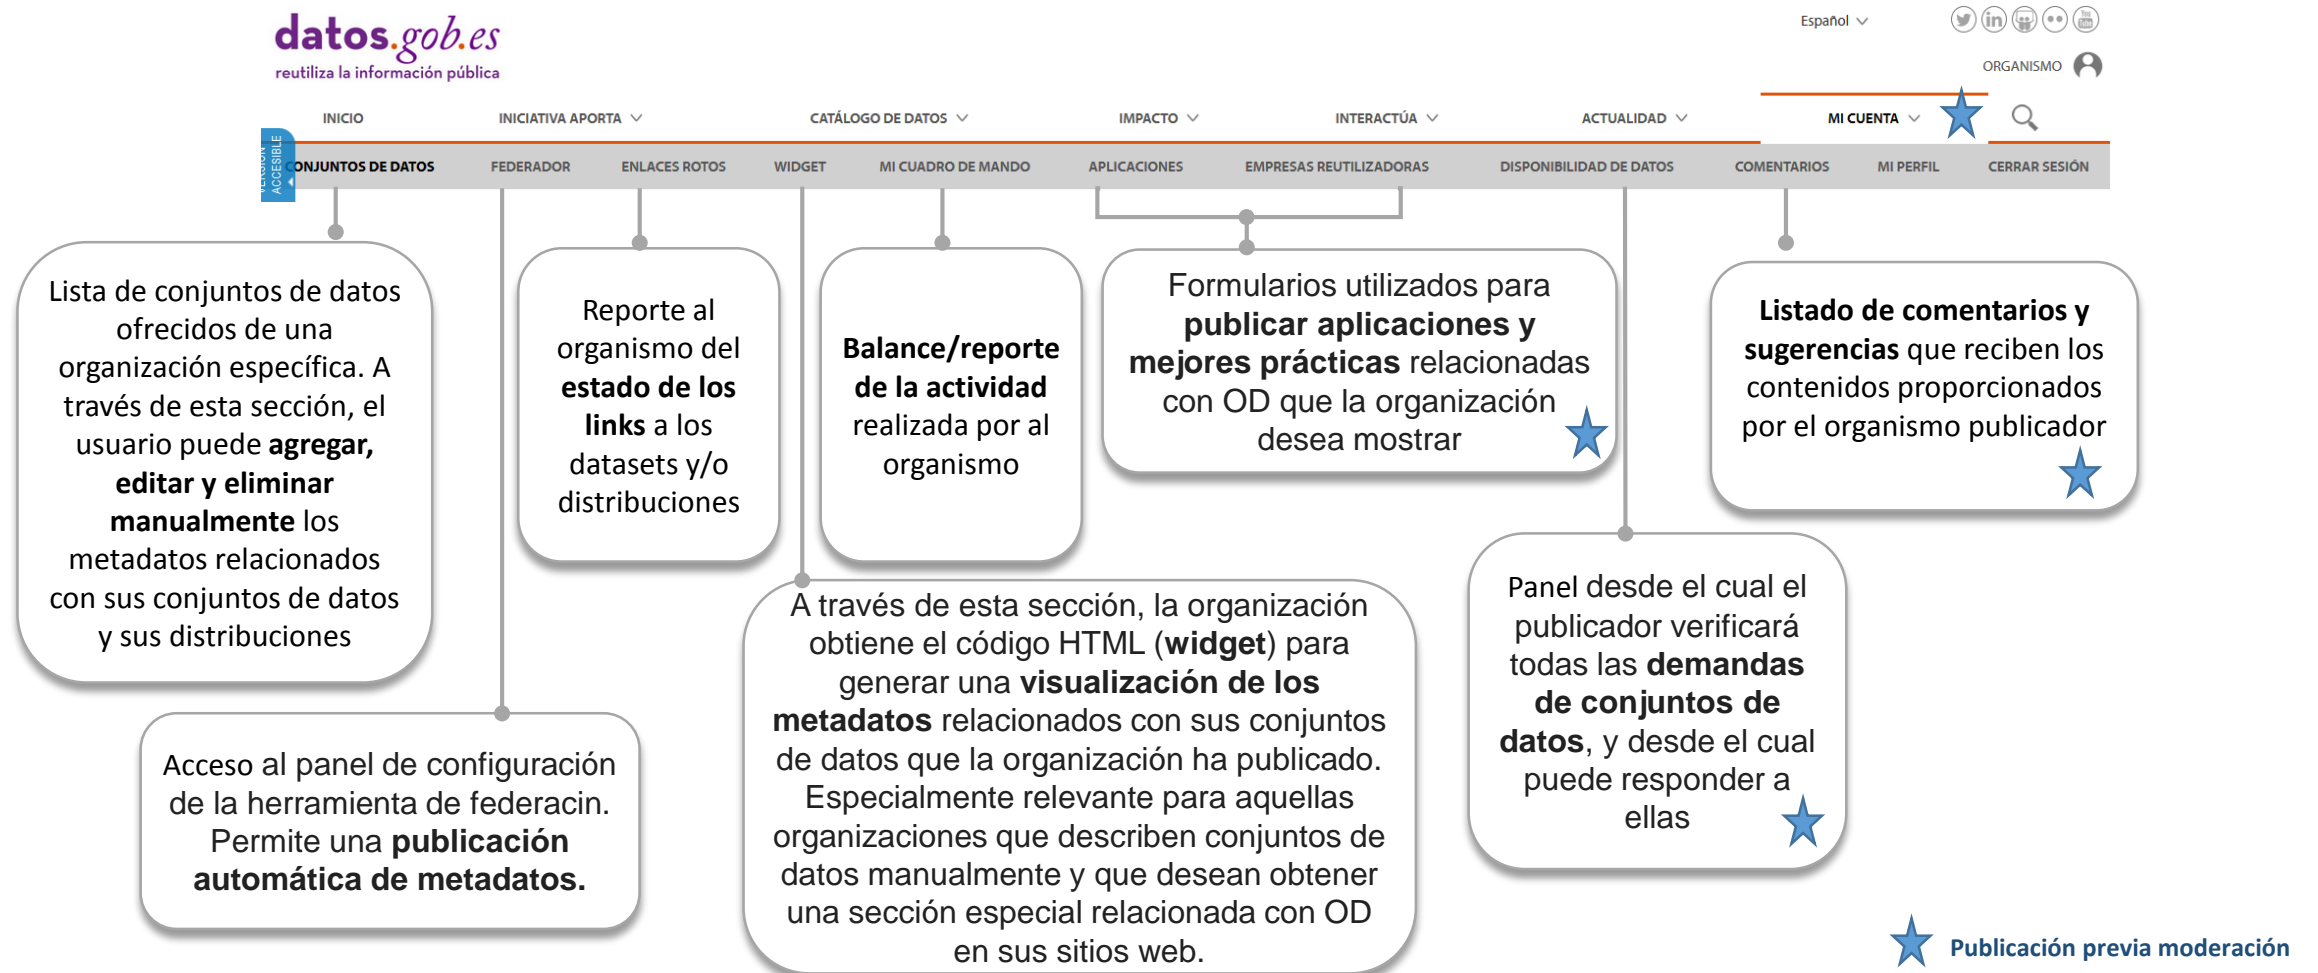 datos.gob.es
reutiliza la información pública
Español
You
Tube
ORGANISMO
INICIO
INICIATIVA APORTA
CATÁLOGO DE DATOS
IMPACTO
INTERACTÚA
ACTUALIDAD
MI CUENTA
VERSIÓN
ACCESIBLE
CONJUNTOS DE DATOS
FEDERADOR
ENLACES ROTOS
WIDGET
MI CUADRO DE MANDO
APLICACIONES
EMPRESAS REUTILIZADORAS
DISPONIBILIDAD DE DATOS
COMENTARIOS
MI PERFIL
CERRAR SESIÓN
Lista de conjuntos de datos
ofrecidos de una
organización específica. A
través de esta sección, el
usuario puede agregar,
editar y eliminar
manualmente los
metadatos relacionados
con sus conjuntos de datos
y sus distribuciones
Acceso al panel de configuración
de la herramienta de federacin.
Permite una publicación
automática de metadatos.
Reporte al
organismo del
estado de los
links a los
datasets y/o
distribuciones
A través de esta sección, la organización
obtiene el código HTML (widget) para
generar una visualización de los
metadatos relacionados con sus conjuntos
de datos que la organización ha publicado.
Especialmente relevante para aquellas
organizaciones que describen conjuntos de
datos manualmente y que desean obtener
una sección especial relacionada con OD
en sus sitios web.
Balance/reporte
de la actividad
realizada por al
organismo
Formularios utilizados para
publicar aplicaciones y
mejores prácticas relacionadas
con OD que la organización
desea mostrar
Panel desde el cual el
publicador verificará
todas las demandas
de conjuntos de
datos, y desde el cual
puede responder a
ellas
Listado de comentarios y
sugerencias que reciben los
contenidos proporcionados
por el organismo publicador
Publicación previa moderación